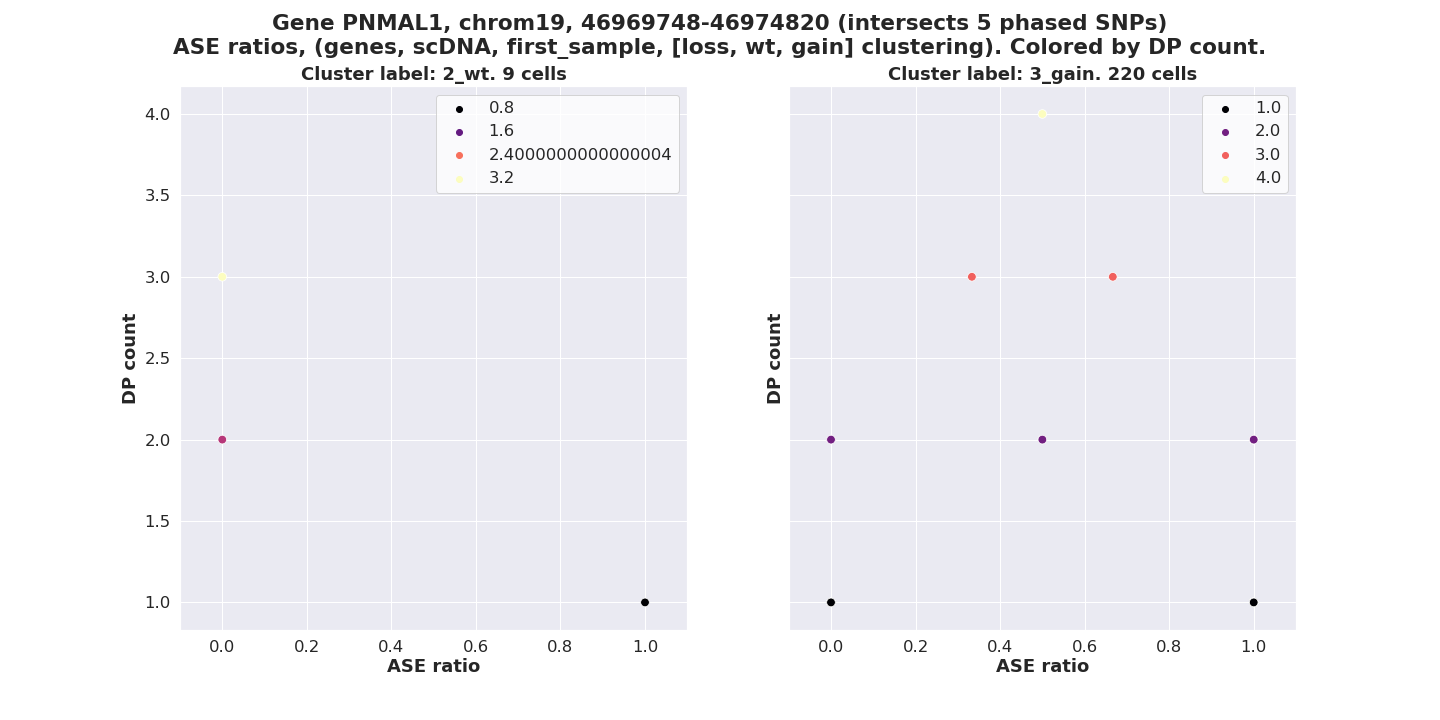 Gene PNMAL1, chrom19, 46969748-46974820 (intersects 5 phased SNPs)
ASE ratios, (genes, scDNA, first_sample, [loss, wt, gain] clustering). Colored by DP count.
Cluster label: 2_wt. 9 cells
0.8
1.6
2.4000000000000004
3.2
4.0
3.5
3.0
2.5
2.0
1.5
1.0
DP count
0.0 0.2 0.4 0.6 0.8 1.0
ASE ratio
Cluster label: 3_gain. 220 cells
1.0
2.0
3.0
4.0
DP count
0.0 0.2 0.4 0.6 0.8 1.0
ASE ratio